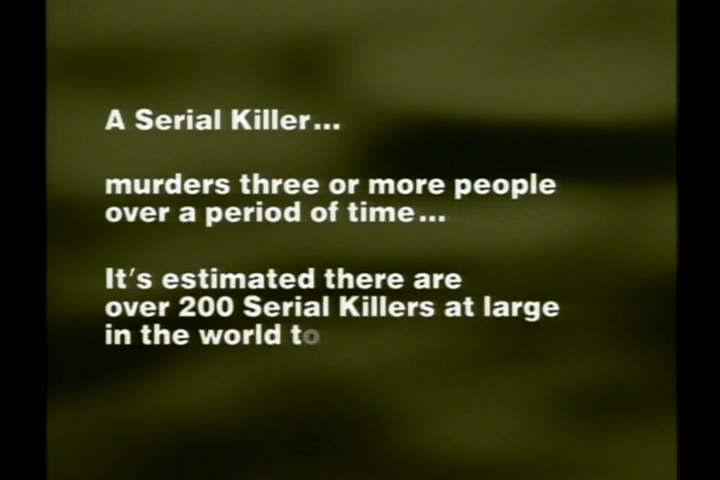 A Serial Killer...
murders three or more people
over a period of time...
It's estimated there are
over 200 Serial Killers at large
in the world to